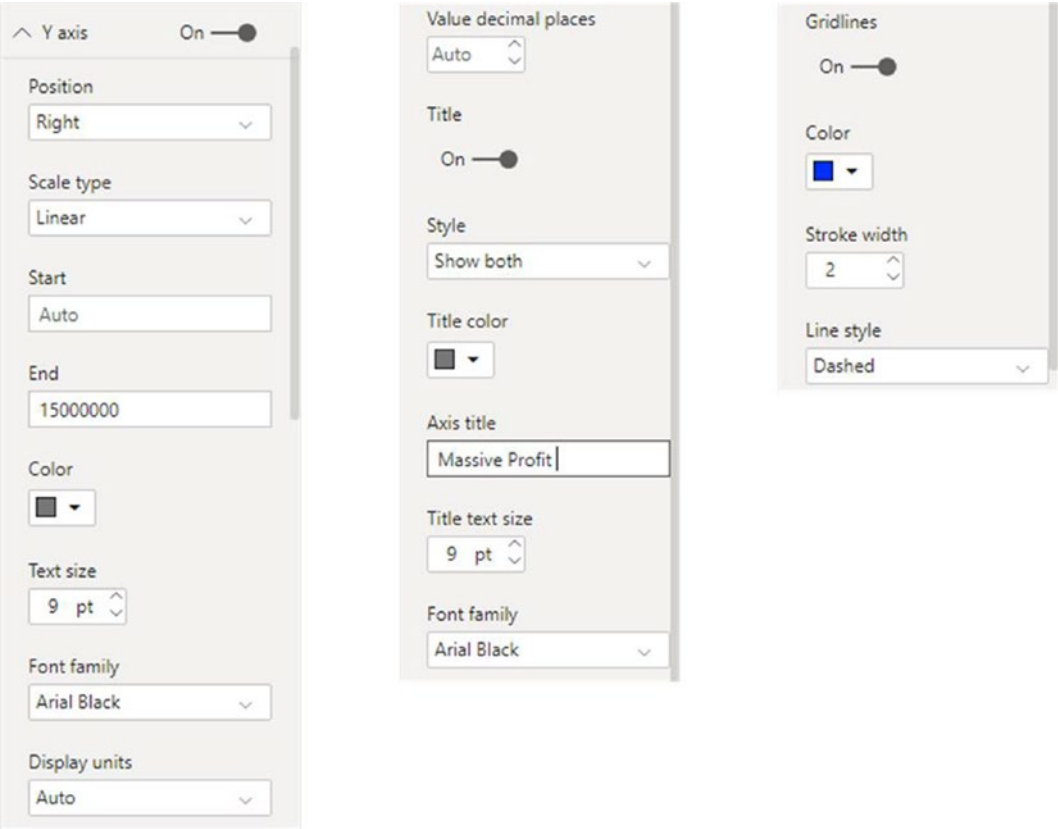 Y axis On
Position
Right
Scale type
Linear
Start
Auto
End
15000000
Color
Text size
9 pt
Font family
Arial Black
Display units
Auto
Value decimal places
Auto
Title
On
Style
Show both
Title color
Axis title
Massive Profit
Title text size
9 pt
Font family
Arial Black
Gridlines
On
Color
Stroke width
2
Line style
Dashed